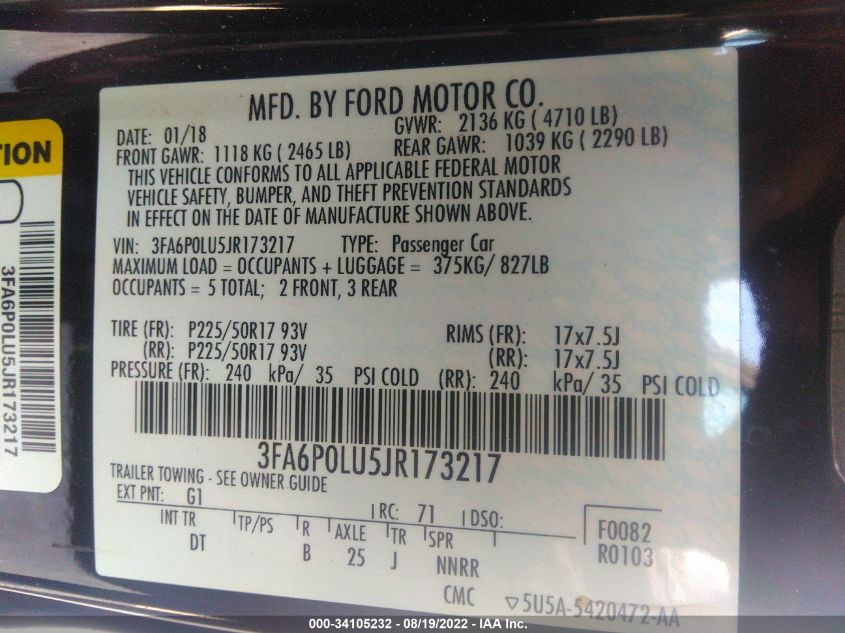 MFD. BY FORD MOTOR CO.
DATE: 01/18 GVWR: 2136 KG ( 4710 LB)
FRONT GAWR: 1118 KG ( 2465 LB) REAR GAWR: 1039 KG ( 2290 LB)
THIS VEHICLE CONFORMS TO ALL APPLICABLE FEDERAL MOTOR
VEHICLE SAFETY, BUMPER, AND THEFT PREVENTION STANDARDS
IN EFFECT ON THE DATE OF MANUFACTURE SHOWN ABOVE.
VIN: 3FA6P0LU5JR173217 TYPE: Passenger Car
MAXIMUM LOAD = OCCUPANTS + LUGGAGE = 375KG/ 827LB
OCCUPANTS = 5 TOTAL; 2 FRONT, 3 REAR
TIRE (FR): P225/50R17 93V RIMS (FR): 17x7.5J
(RR): P225/50R17 93V (RR): 17x7.5J
PRESSURE (FR): 240 kPa/ 35 PSI COLD (RR): 240 kPa/ 35 PSI COLD
3FA6P0LU5JR173217
TRAILER TOWING - SEE OWNER GUIDE
EXT PNT: G1 RC: 71 DSO:
INT TR TP/PS R AXLE TR SPR F0082
DT B 25 J NNRR R0103
CMC ▽5U5A-5420472-AA
TION
3FA6P0LU5JR173217
000-34105232 - 08/19/2022 - IAA Inc.